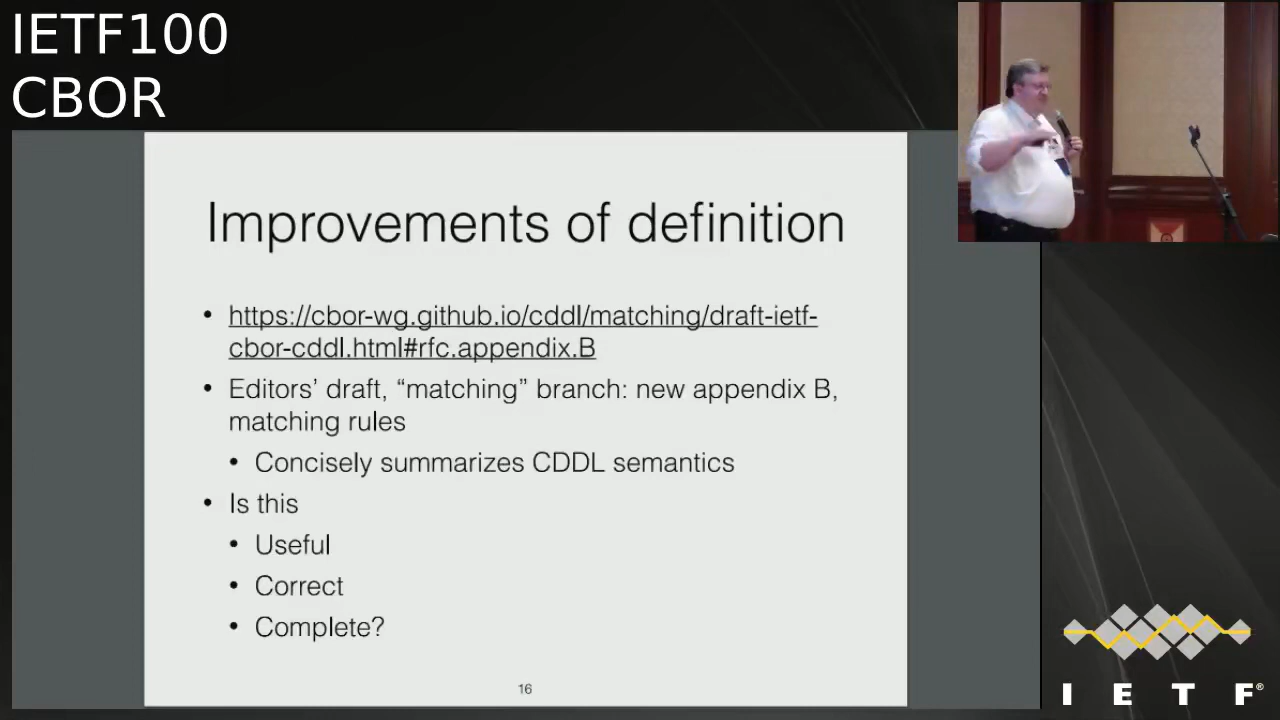 IETF100
CBOR
Improvements of definition
• https://cbor-wg.github.io/cddl/matching/draft-ietf-
cbor-cddl.html#rfc.appendix.B
• Editors’ draft, “matching” branch: new appendix B,
matching rules
• Concisely summarizes CDDL semantics
• Is this
• Useful
• Correct
• Complete?
16
I E T F®